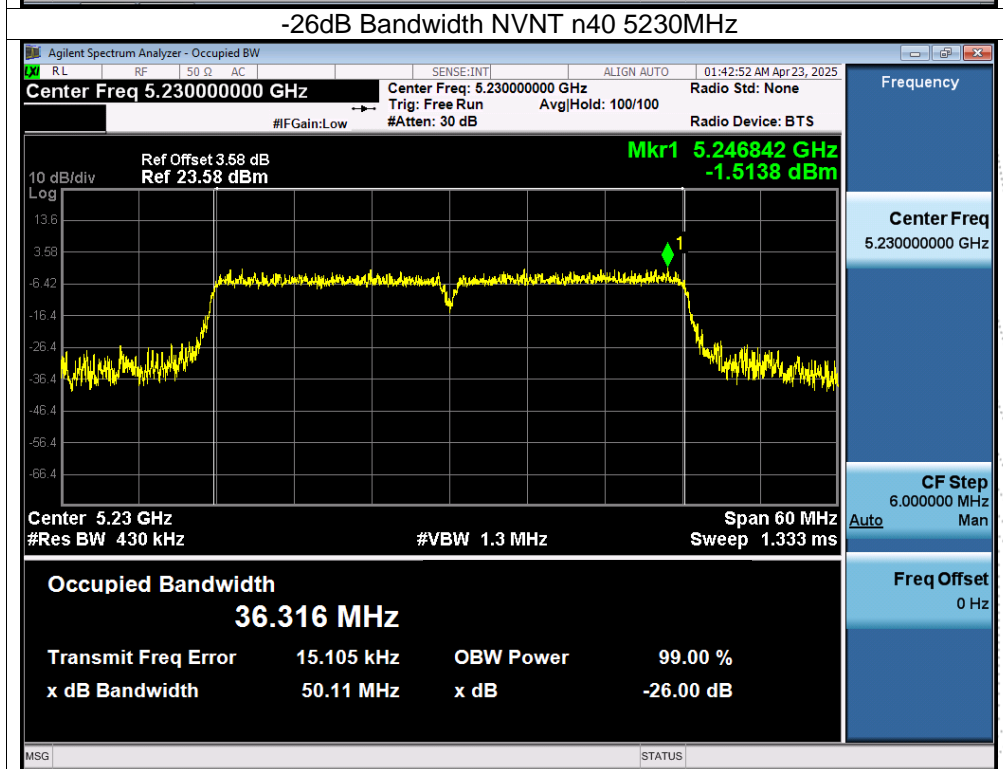 -26dB Bandwidth NVNT n40 5230MHz
Agilent Spectrum Analyzer - Occupied BW
LXI RL RF 50 Ω AC SENSE:INT ALIGN AUTO 01:42:52 AM Apr 23, 2025
Center Freq 5.230000000 GHz
Center Freq: 5.230000000 GHz
Radio Std: None
Trig: Free Run Avg|Hold: 100/100
#IFGain:Low #Atten: 30 dB Radio Device: BTS
Frequency
Mkr1 5.246842 GHz
-1.5138 dBm
Ref Offset 3.58 dB
10 dB/div Ref 23.58 dBm
Log
13.6
3.58
-6.42
-16.4
-26.4
-36.4
-46.4
-56.4
-66.4
1
Center 5.23 GHz Span 60 MHz
#Res BW 430 kHz #VBW 1.3 MHz Sweep 1.333 ms
Occupied Bandwidth
36.316 MHz
Transmit Freq Error 15.105 kHz OBW Power 99.00 %
x dB Bandwidth 50.11 MHz x dB -26.00 dB
Center Freq
5.230000000 GHz
CF Step
6.000000 MHz
Auto Man
Freq Offset
0 Hz
MSG STATUS